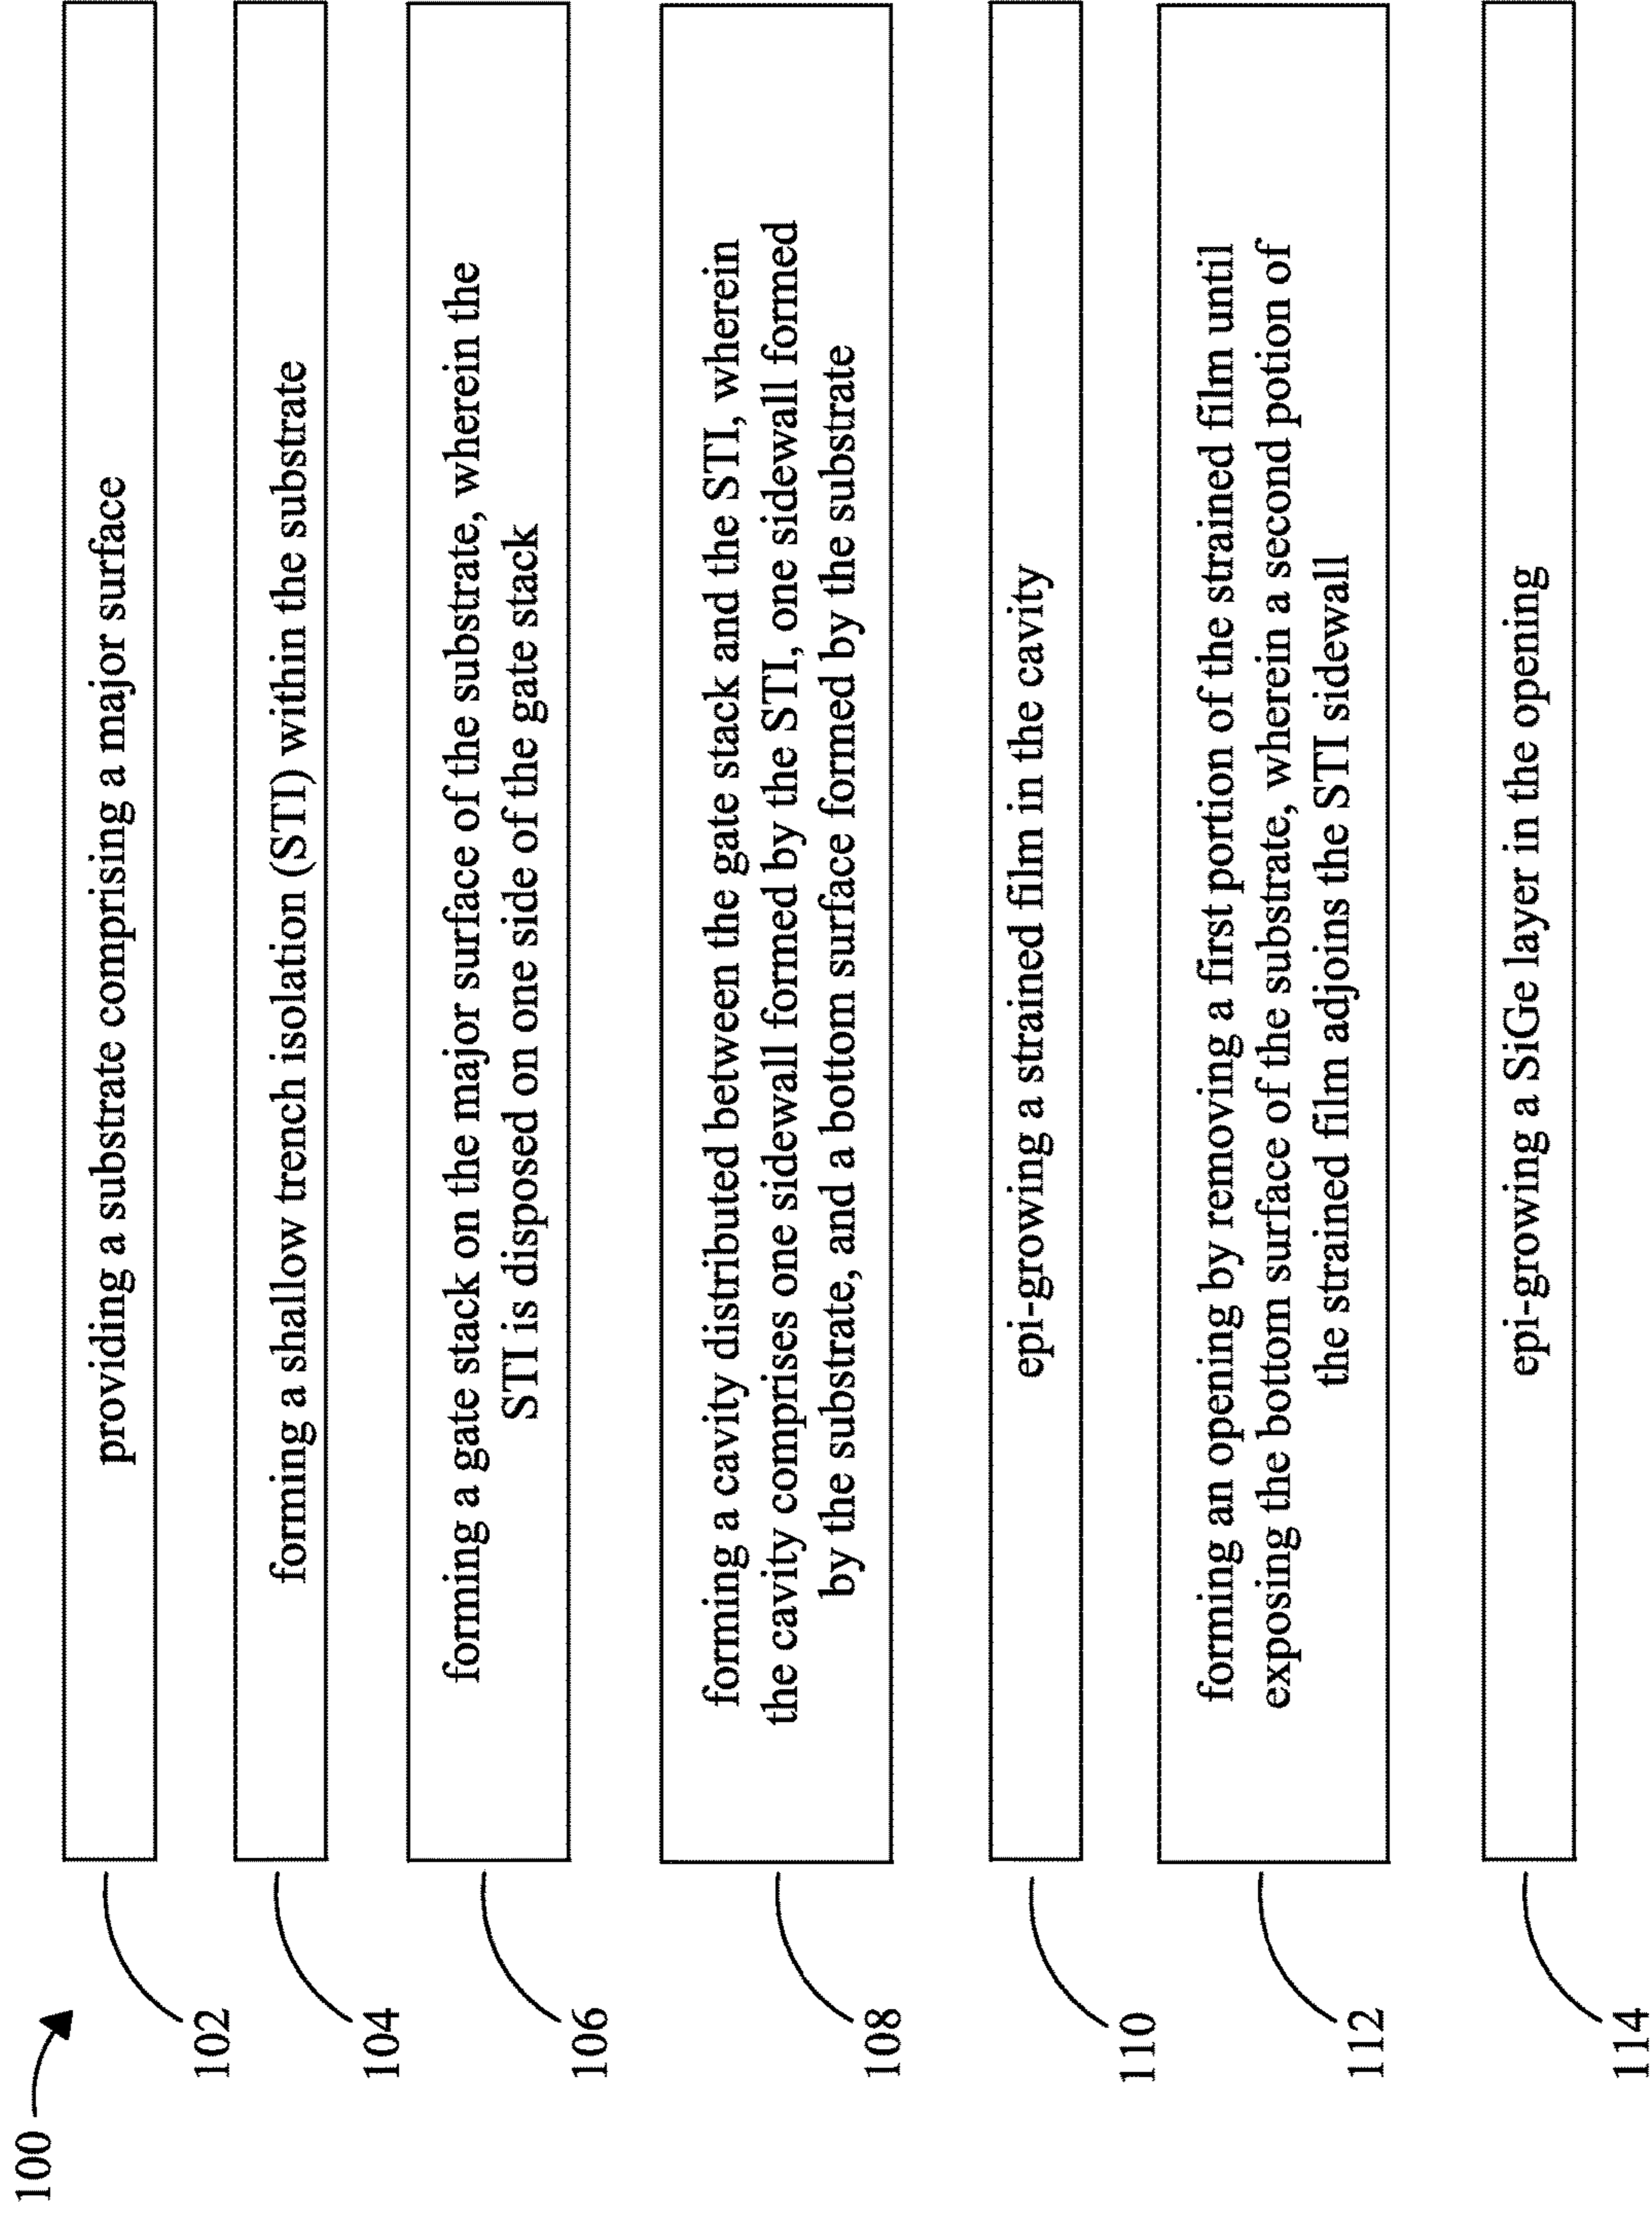 100
102
providing a substrate comprising a major surface
104
forming a shallow trench isolation (STI) within the substrate
106
forming a gate stack on the major surface of the substrate, wherein the
STI is disposed on one side of the gate stack
108
forming a cavity distributed between the gate stack and the STI, wherein
the cavity comprises one sidewall formed by the STI, one sidewall formed
by the substrate, and a bottom surface formed by the substrate
110
epi-growing a strained film in the cavity
112
forming an opening by removing a first portion of the strained film until
exposing the bottom surface of the substrate, wherein a second potion of
the strained film adjoins the STI sidewall
114
epi-growing a SiGe layer in the opening